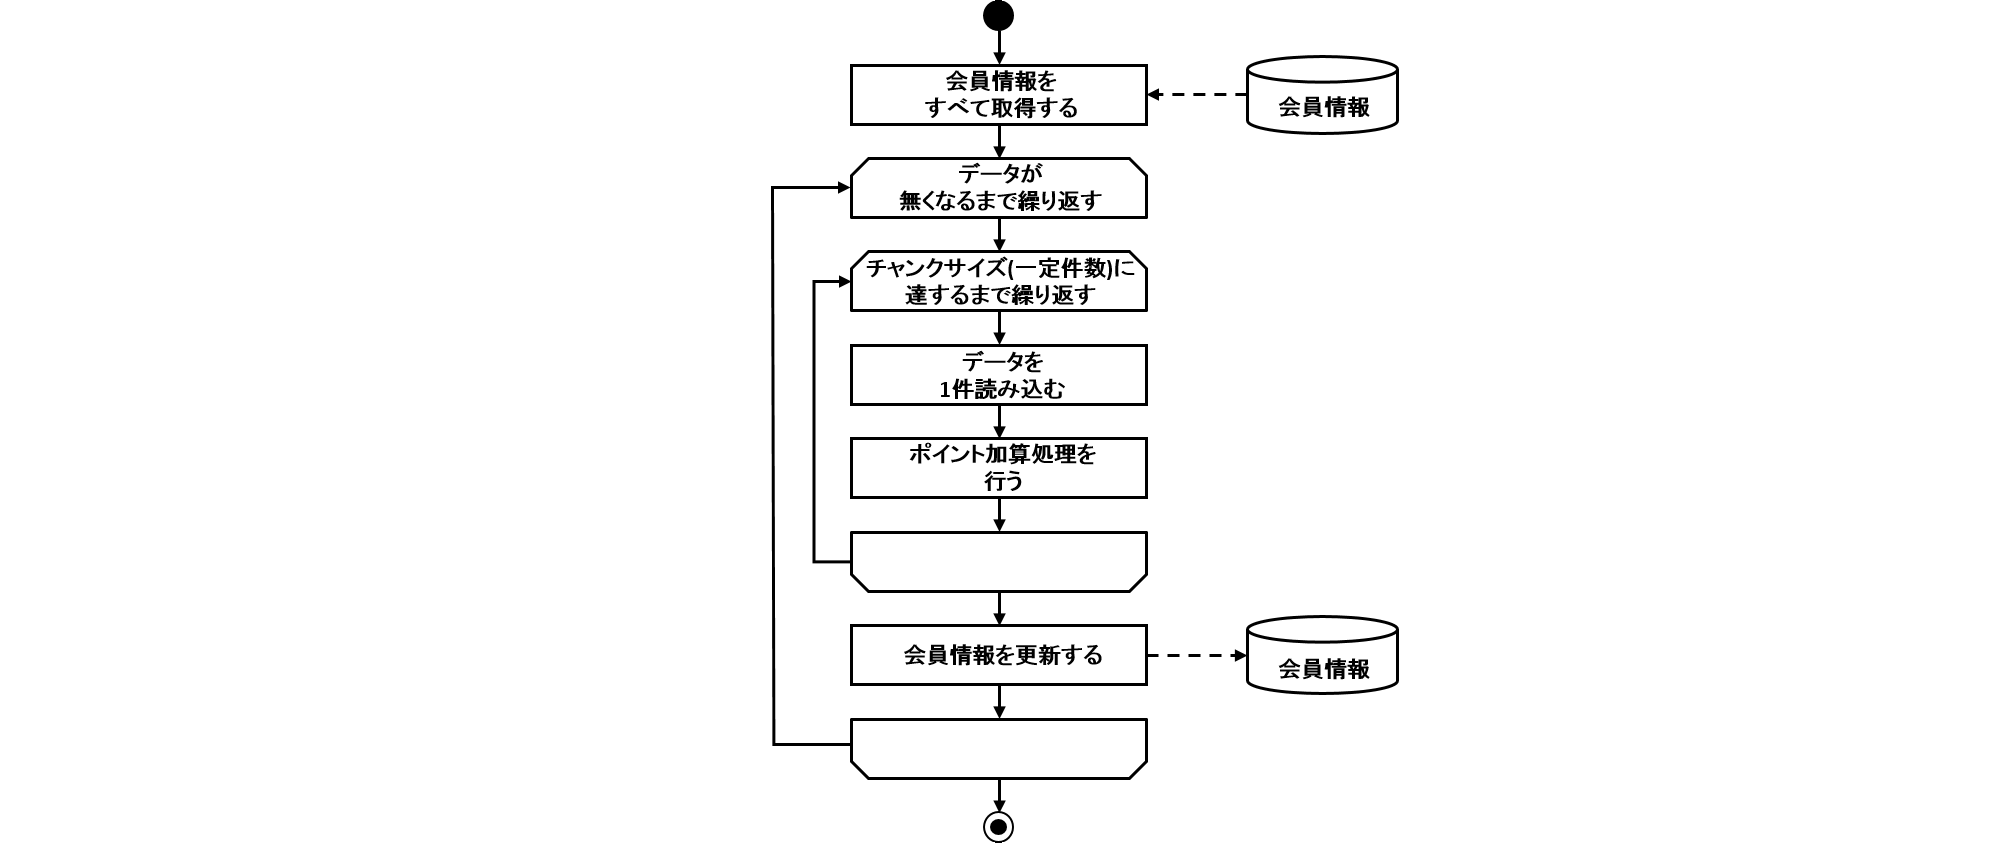 会員情報を
すべて取得する
会員情報
データが
無くなるまで繰り返す
チャンクサイズ(一定件数)に
達するまで繰り返す
データを
1件読み込む
ポイント加算処理を
行う
会員情報を更新する
会員情報